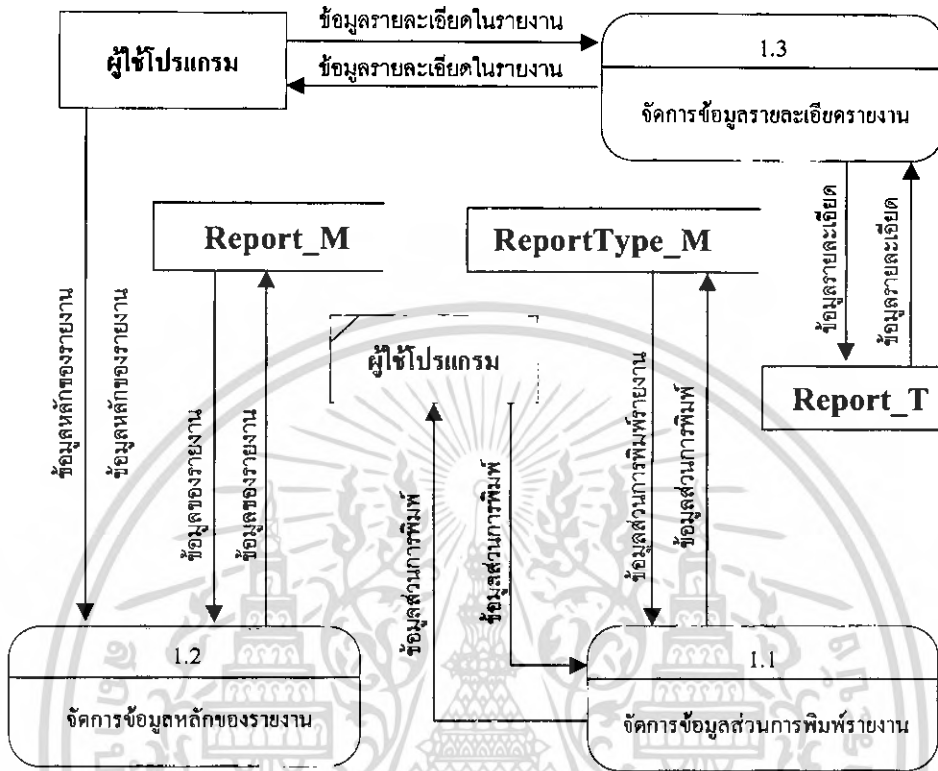 ข้อมูลรายละเอียดในรายงาน
ผู้ใช้โปรแกรม
ข้อมูลรายละเอียดในรายงาน
1.3
จัดการข้อมูลรายละเอียดรายงาน
Report_M
ReportType_M
ข้อมูลรายละเอียด
ข้อมูลรายละเอียด
ข้อมูลหลักของรายงาน
ข้อมูลหลักของรายงาน
ผู้ใช้โปรแกรม
Report_T
ข้อมูลของรายงาน
ข้อมูลของรายงาน
ข้อมูลส่วนการพิมพ์
ข้อมูลส่วนการพิมพ์
ข้อมูลส่วนการพิมพ์รายงาน
ข้อมูลส่วนการพิมพ์
1.2
จัดการข้อมูลหลักของรายงาน
1.1
จัดการข้อมูลส่วนการพิมพ์รายงาน